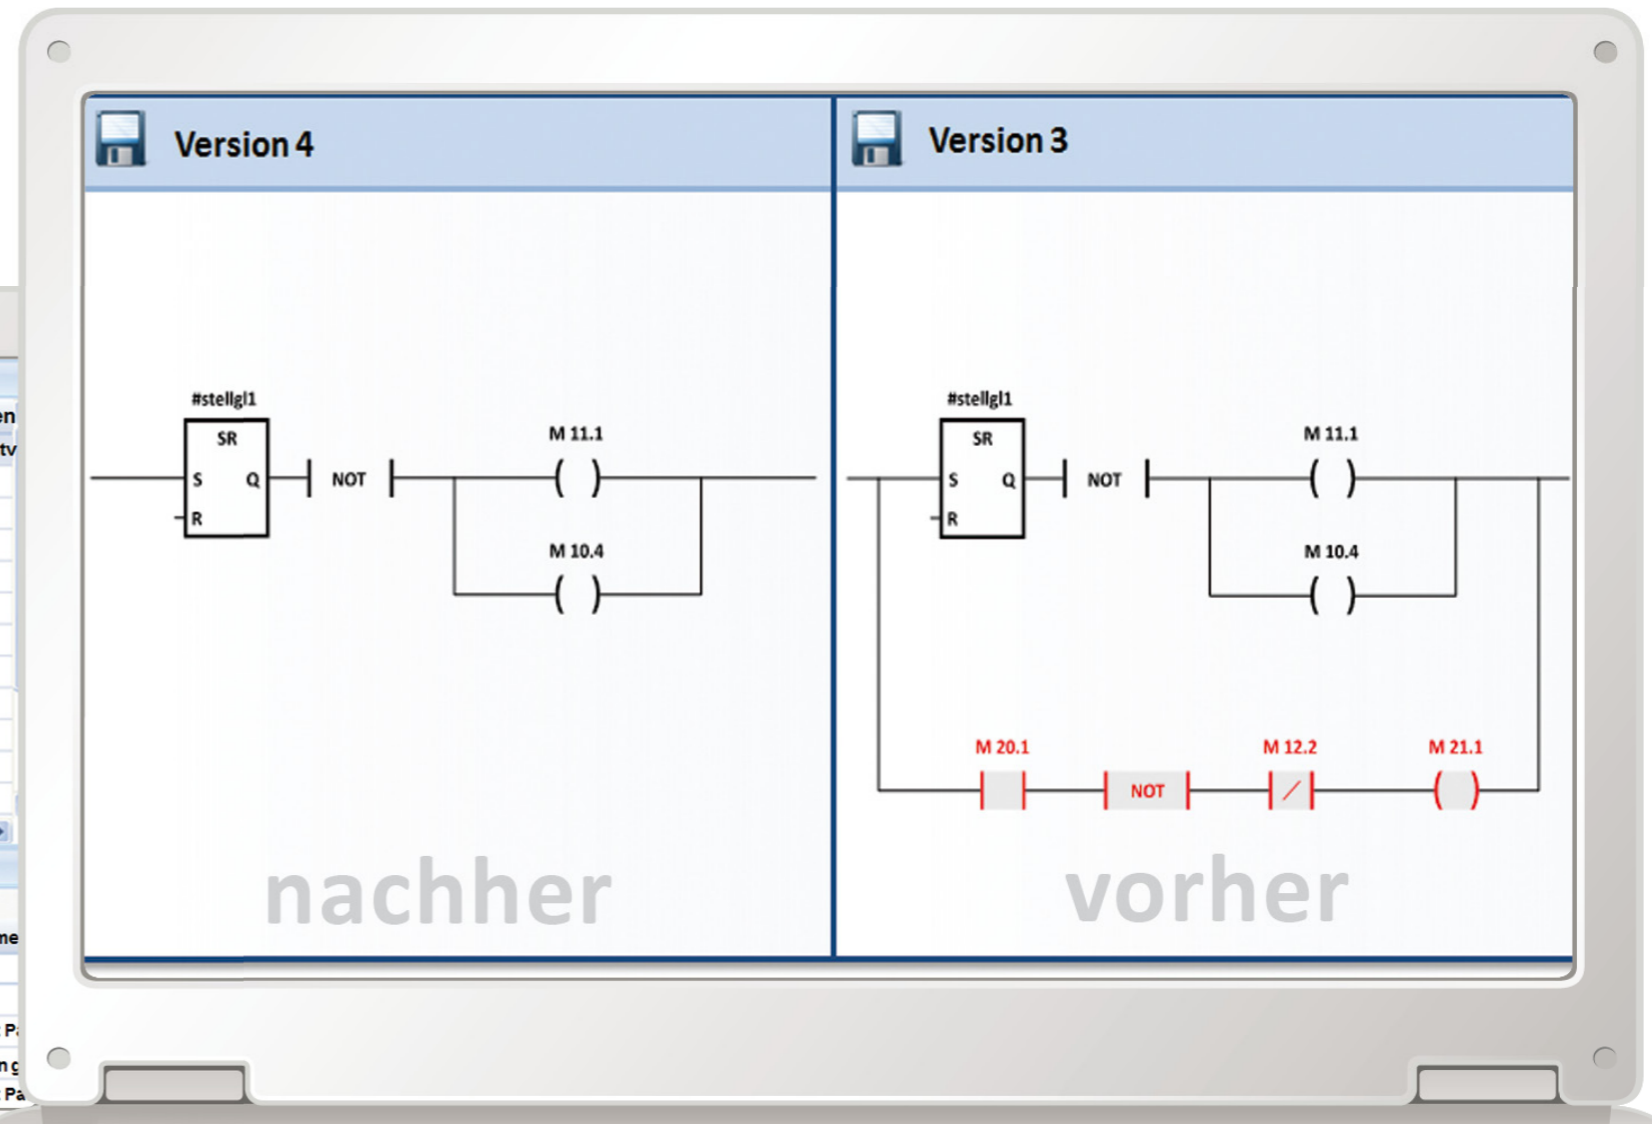 Version 4
#stellgl1
SR
S
Q
R
NOT
M 11.1
( )
M 10.4
( )
nachher
Version 3
#stellgl1
SR
S
Q
R
NOT
M 11.1
( )
M 10.4
( )
M 20.1
NOT
M 12.2
/
M 21.1
( )
vorher